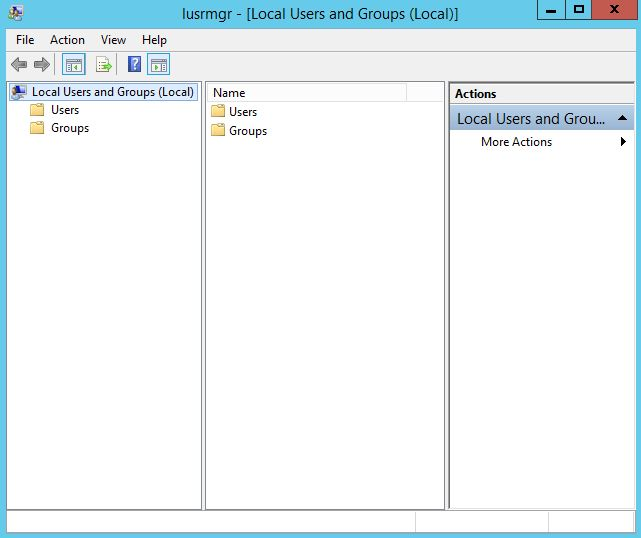 lusrmgr - [Local Users and Groups (Local)]
X
File Action View Help
?
Local Users and Groups (Local)
Users
Groups
Name
Users
Groups
Actions
Local Users and Grou...
More Actions